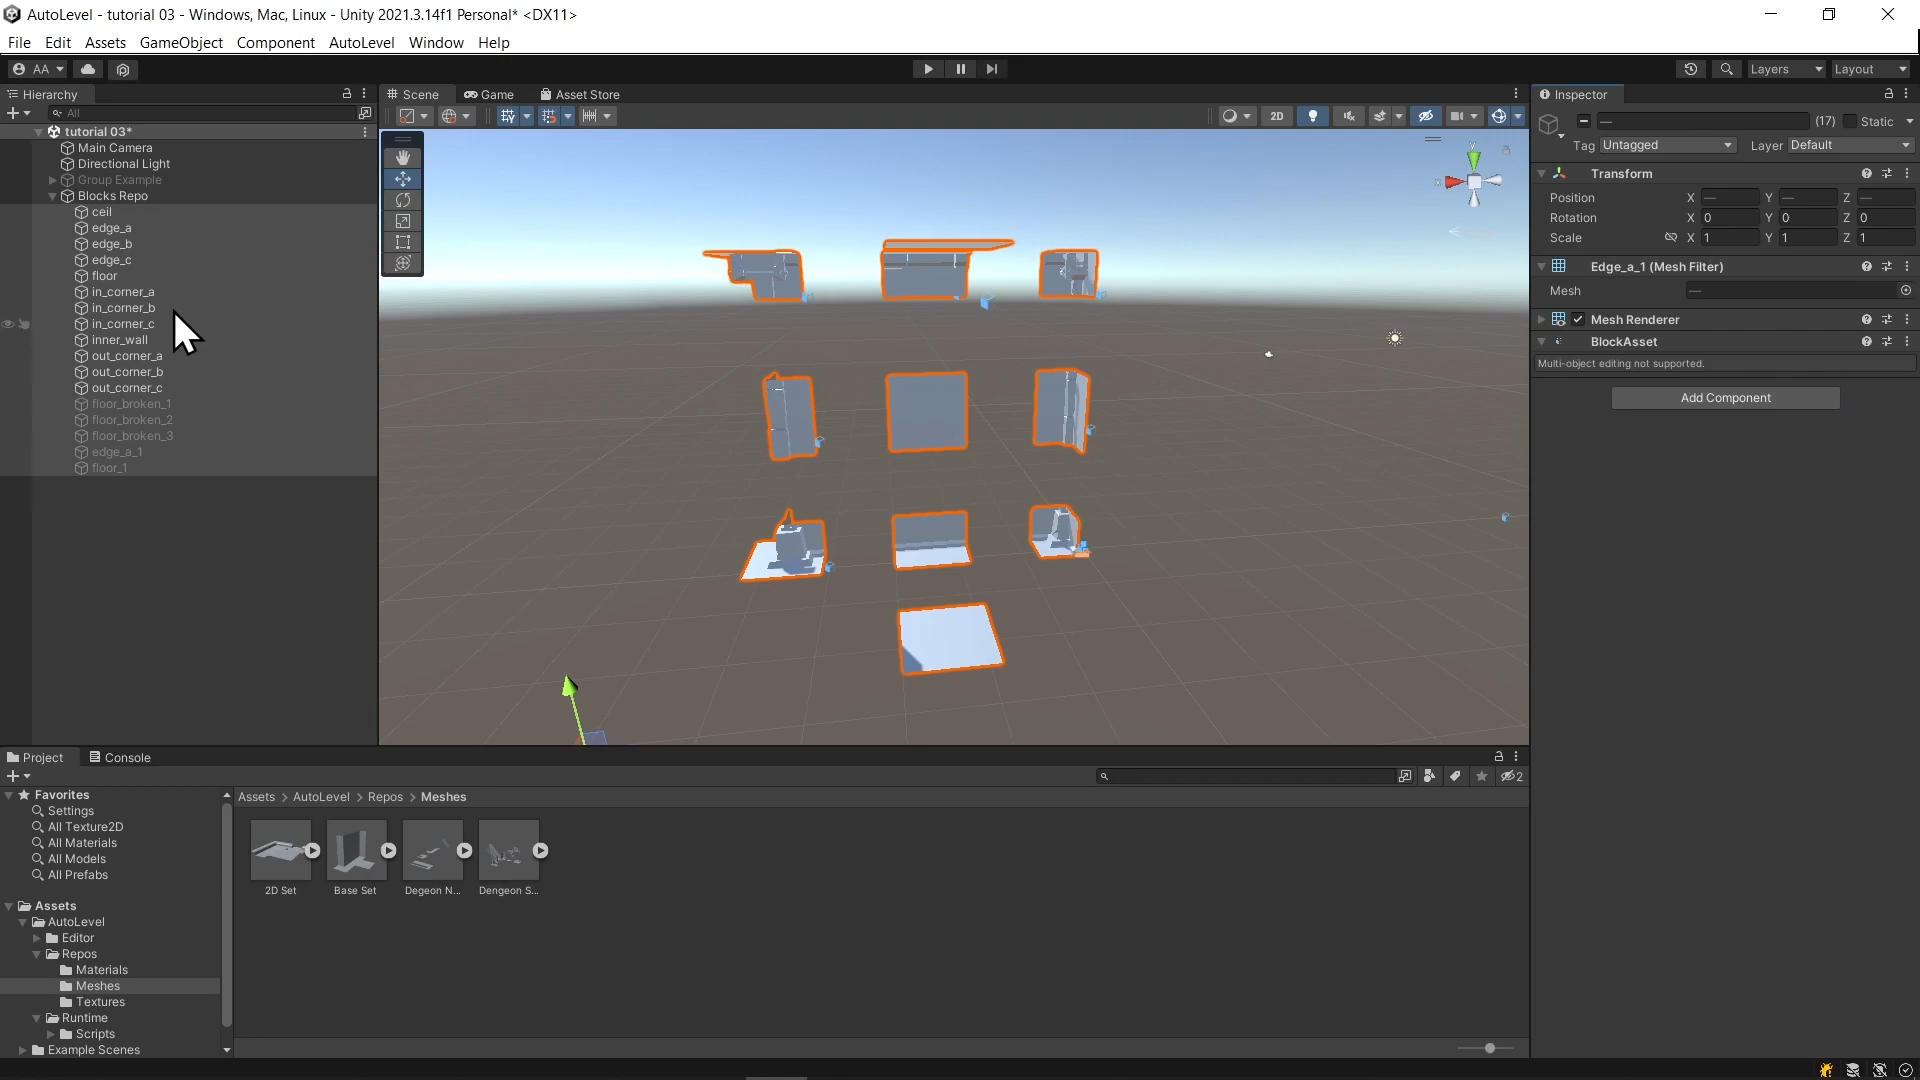 AutoLevel - tutorial 03 - Windows, Mac, Linux - Unity 2021.3.14f1 Personal* <DX11>
File Edit Assets GameObject Component AutoLevel Window Help
AA Layers Layout
Hierarchy
All
tutorial 03*
Main Camera
Directional Light
Group Example
Blocks Repo
ceil
edge_a
edge_b
edge_c
floor
in_corner_a
in_corner_b
in_corner_c
inner_wall
out_corner_a
out_corner_b
out_corner_c
floor_broken_1
floor_broken_2
floor_broken_3
edge_a_1
floor_1
Scene Game Asset Store
2D
y
x
Inspector
— (17) Static
Tag Untagged Layer Default
Transform
Position X — Y — Z —
Rotation X 0 Y 0 Z 0
Scale X 1 Y 1 Z 1
Edge_a_1 (Mesh Filter)
Mesh —
Mesh Renderer
BlockAsset
Multi-object editing not supported.
Add Component
Project Console
2
Favorites
Settings
All Texture2D
All Materials
All Models
All Prefabs
Assets
AutoLevel
Editor
Repos
Materials
Meshes
Textures
Runtime
Scripts
Example Scenes
Assets > AutoLevel > Repos > Meshes
2D Set Base Set Degeon N... Dengeon S...